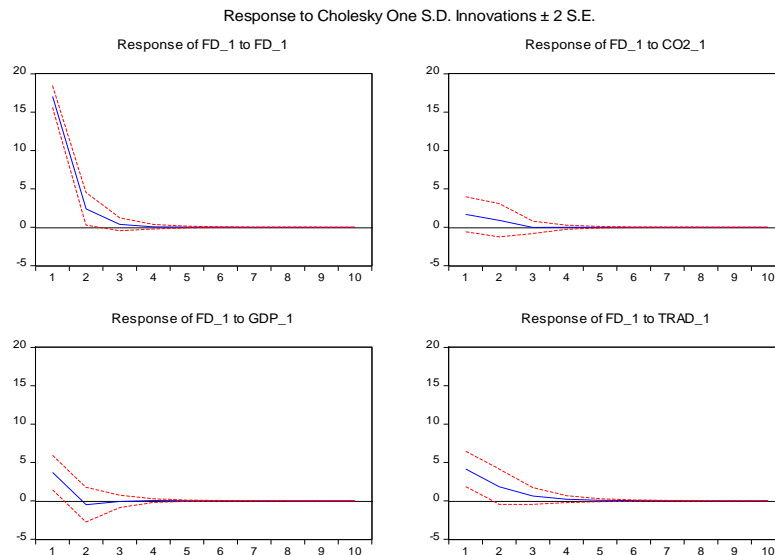 Response to Cholesky One S.D. Innovations ± 2 S.E.
Response of FD_1 to FD_1
20
15
10
5
0
-5
1 2 3 4 5 6 7 8 9 10
Response of FD_1 to CO2_1
20
15
10
5
0
-5
1 2 3 4 5 6 7 8 9 10
Response of FD_1 to GDP_1
20
15
10
5
0
-5
1 2 3 4 5 6 7 8 9 10
Response of FD_1 to TRAD_1
20
15
10
5
0
-5
1 2 3 4 5 6 7 8 9 10